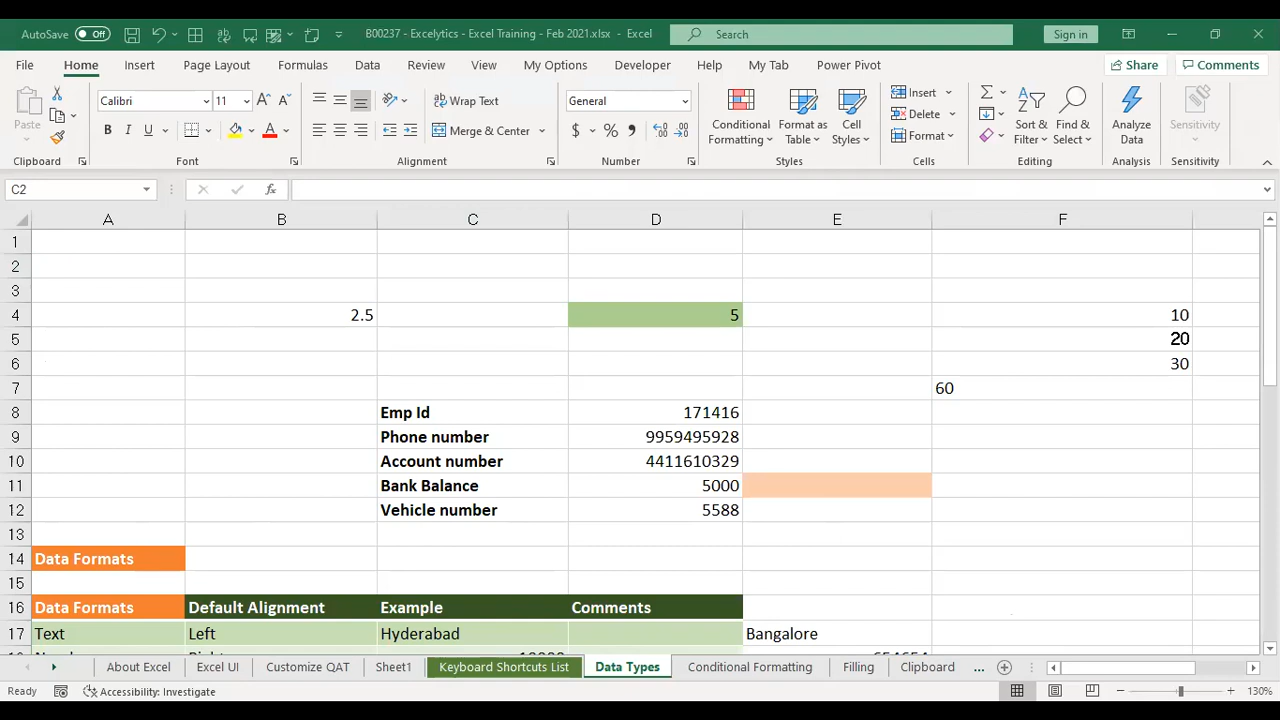 AutoSave Off B00237 - Excelytics - Excel Training - Feb 2021.xlsx - Excel Search Sign in
File Home Insert Page Layout Formulas Data Review View My Options Developer Help My Tab Power Pivot Share Comments
Paste Calibri 11 Wrap Text General Conditional Formatting Format as Table Cell Styles Insert Delete Format Sort & Filter Find & Select Analyze Data Sensitivity
B I U A Merge & Center $ % ,
Clipboard Font Alignment Number Styles Cells Editing Analysis Sensitivity
C2 fx
A B C D E F
1
2
3
4 2.5 5 10
5 20
6 30
7 60
8 Emp Id 171416
9 Phone number 9959495928
10 Account number 4411610329
11 Bank Balance 5000
12 Vehicle number 5588
13
14 Data Formats
15
16 Data Formats Default Alignment Example Comments
17 Text Left Hyderabad Bangalore
About Excel Excel UI Customize QAT Sheet1 Keyboard Shortcuts List Data Types Conditional Formatting Filling Clipboard ...
Ready Accessibility: Investigate 130%